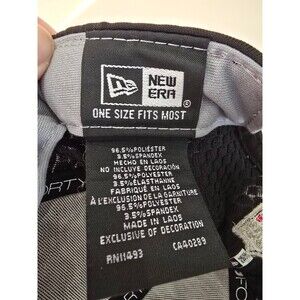 NEW
ERA
®
ONE SIZE FITS MOST
96.5%POLIÉSTER
3.5%SPANDEX
HECHO EN LAOS
NO INCLUYE DECORACIÓN
96.5%POLYESTER
3.5%ÉLASTHANNE
FABRIQUÉ EN LAOS
À L'EXCLUSION DE LA GARNITURE
96.5%POLYESTER
3.5%SPANDEX
MADE IN LAOS
EXCLUSIVE OF DECORATION
RN11493 CA40289